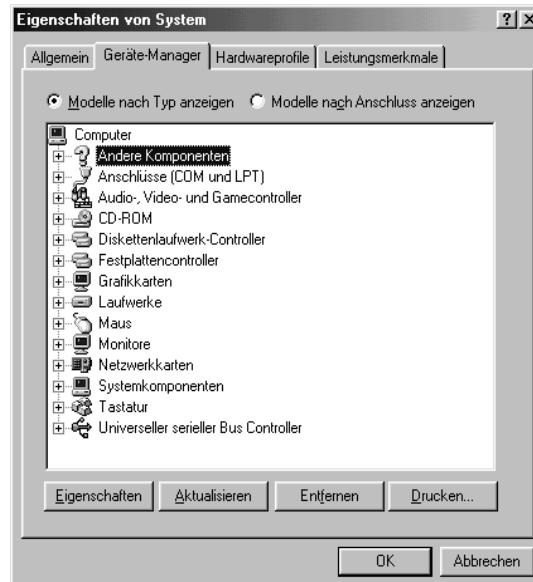 Eigenschaften von System
Allgemein Geräte-Manager Hardwareprofile Leistungsmerkmale
Modelle nach Typ anzeigen Modelle nach Anschluss anzeigen
Computer
Andere Komponenten
Anschlüsse (COM und LPT)
Audio-, Video- und Gamecontroller
CD-ROM
Diskettenlaufwerk-Controller
Festplattencontroller
Grafikkarten
Laufwerke
Maus
Monitore
Netzwerkkarten
Systemkomponenten
Tastatur
Universeller serieller Bus Controller
Eigenschaften Aktualisieren Entfernen Drucken...
OK Abbrechen